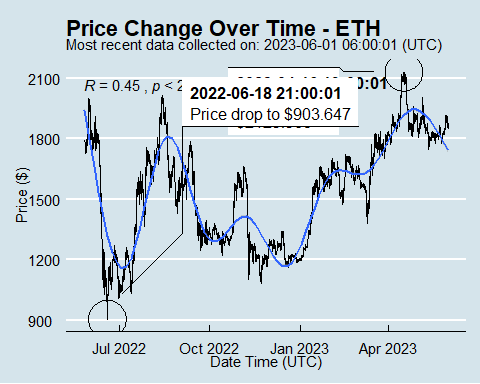 Price Change Over Time - ETH
Most recent data collected on: 2023-06-01 06:00:01 (UTC)
R = 0.45 , p < 2
2022-06-18 21:00:01
Price drop to $903.647
Price ($)
2100
1800
1500
1200
900
Jul 2022
Oct 2022
Jan 2023
Apr 2023
Date Time (UTC)